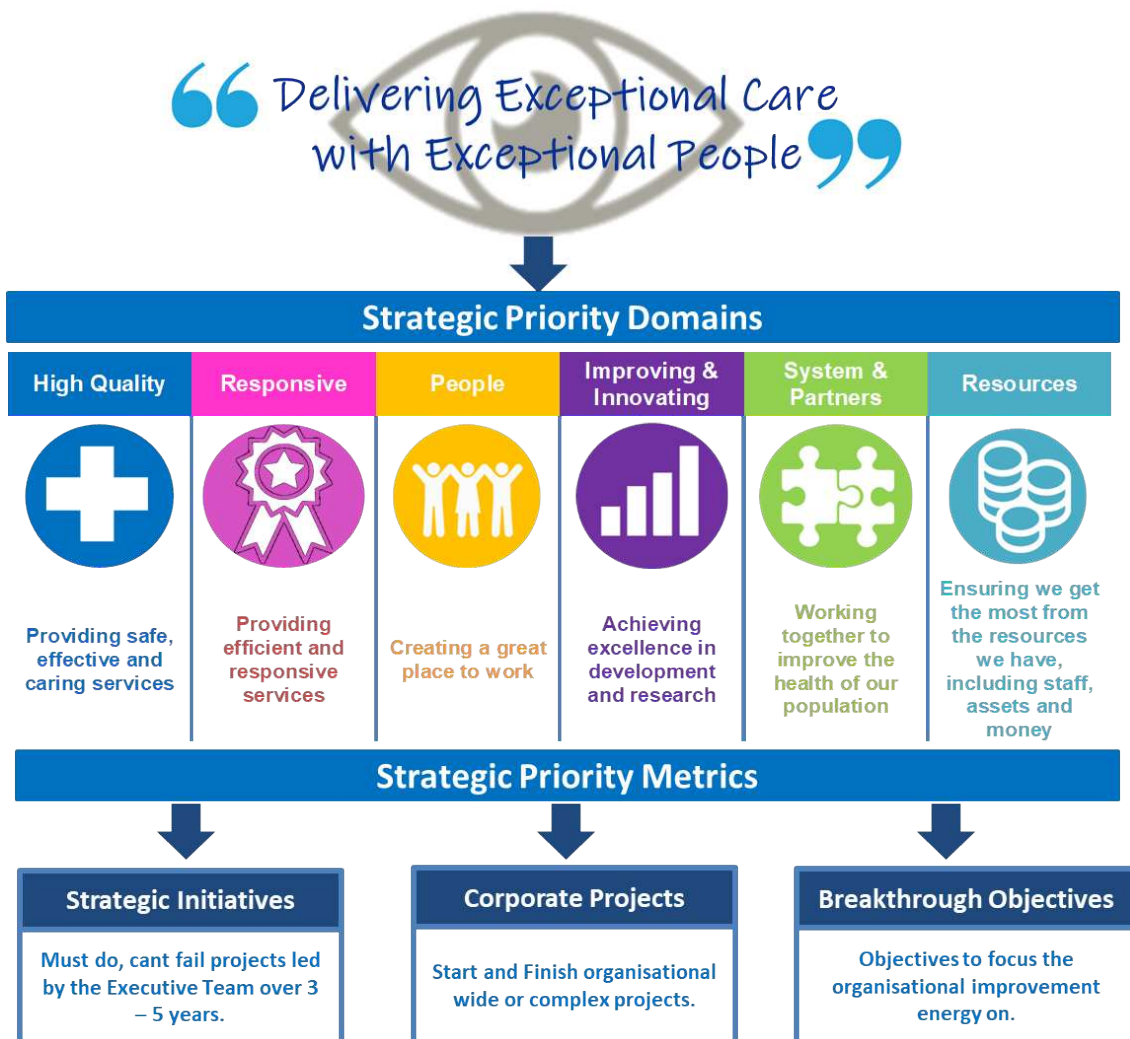 “ Delivering Exceptional Care
with Exceptional People ”
Strategic Priority Domains
High Quality
Responsive
People
Improving &
Innovating
System &
Partners
Resources
Providing safe,
effective and
caring services
Providing
efficient and
responsive
services
Creating a great
place to work
Achieving
excellence in
development
and research
Working
together to
improve the
health of our
population
Ensuring we get
the most from
the resources
we have,
including staff,
assets and
money
Strategic Priority Metrics
Strategic Initiatives
Must do, cant fail projects led
by the Executive Team over 3
– 5 years.
Corporate Projects
Start and Finish organisational
wide or complex projects.
Breakthrough Objectives
Objectives to focus the
organisational improvement
energy on.